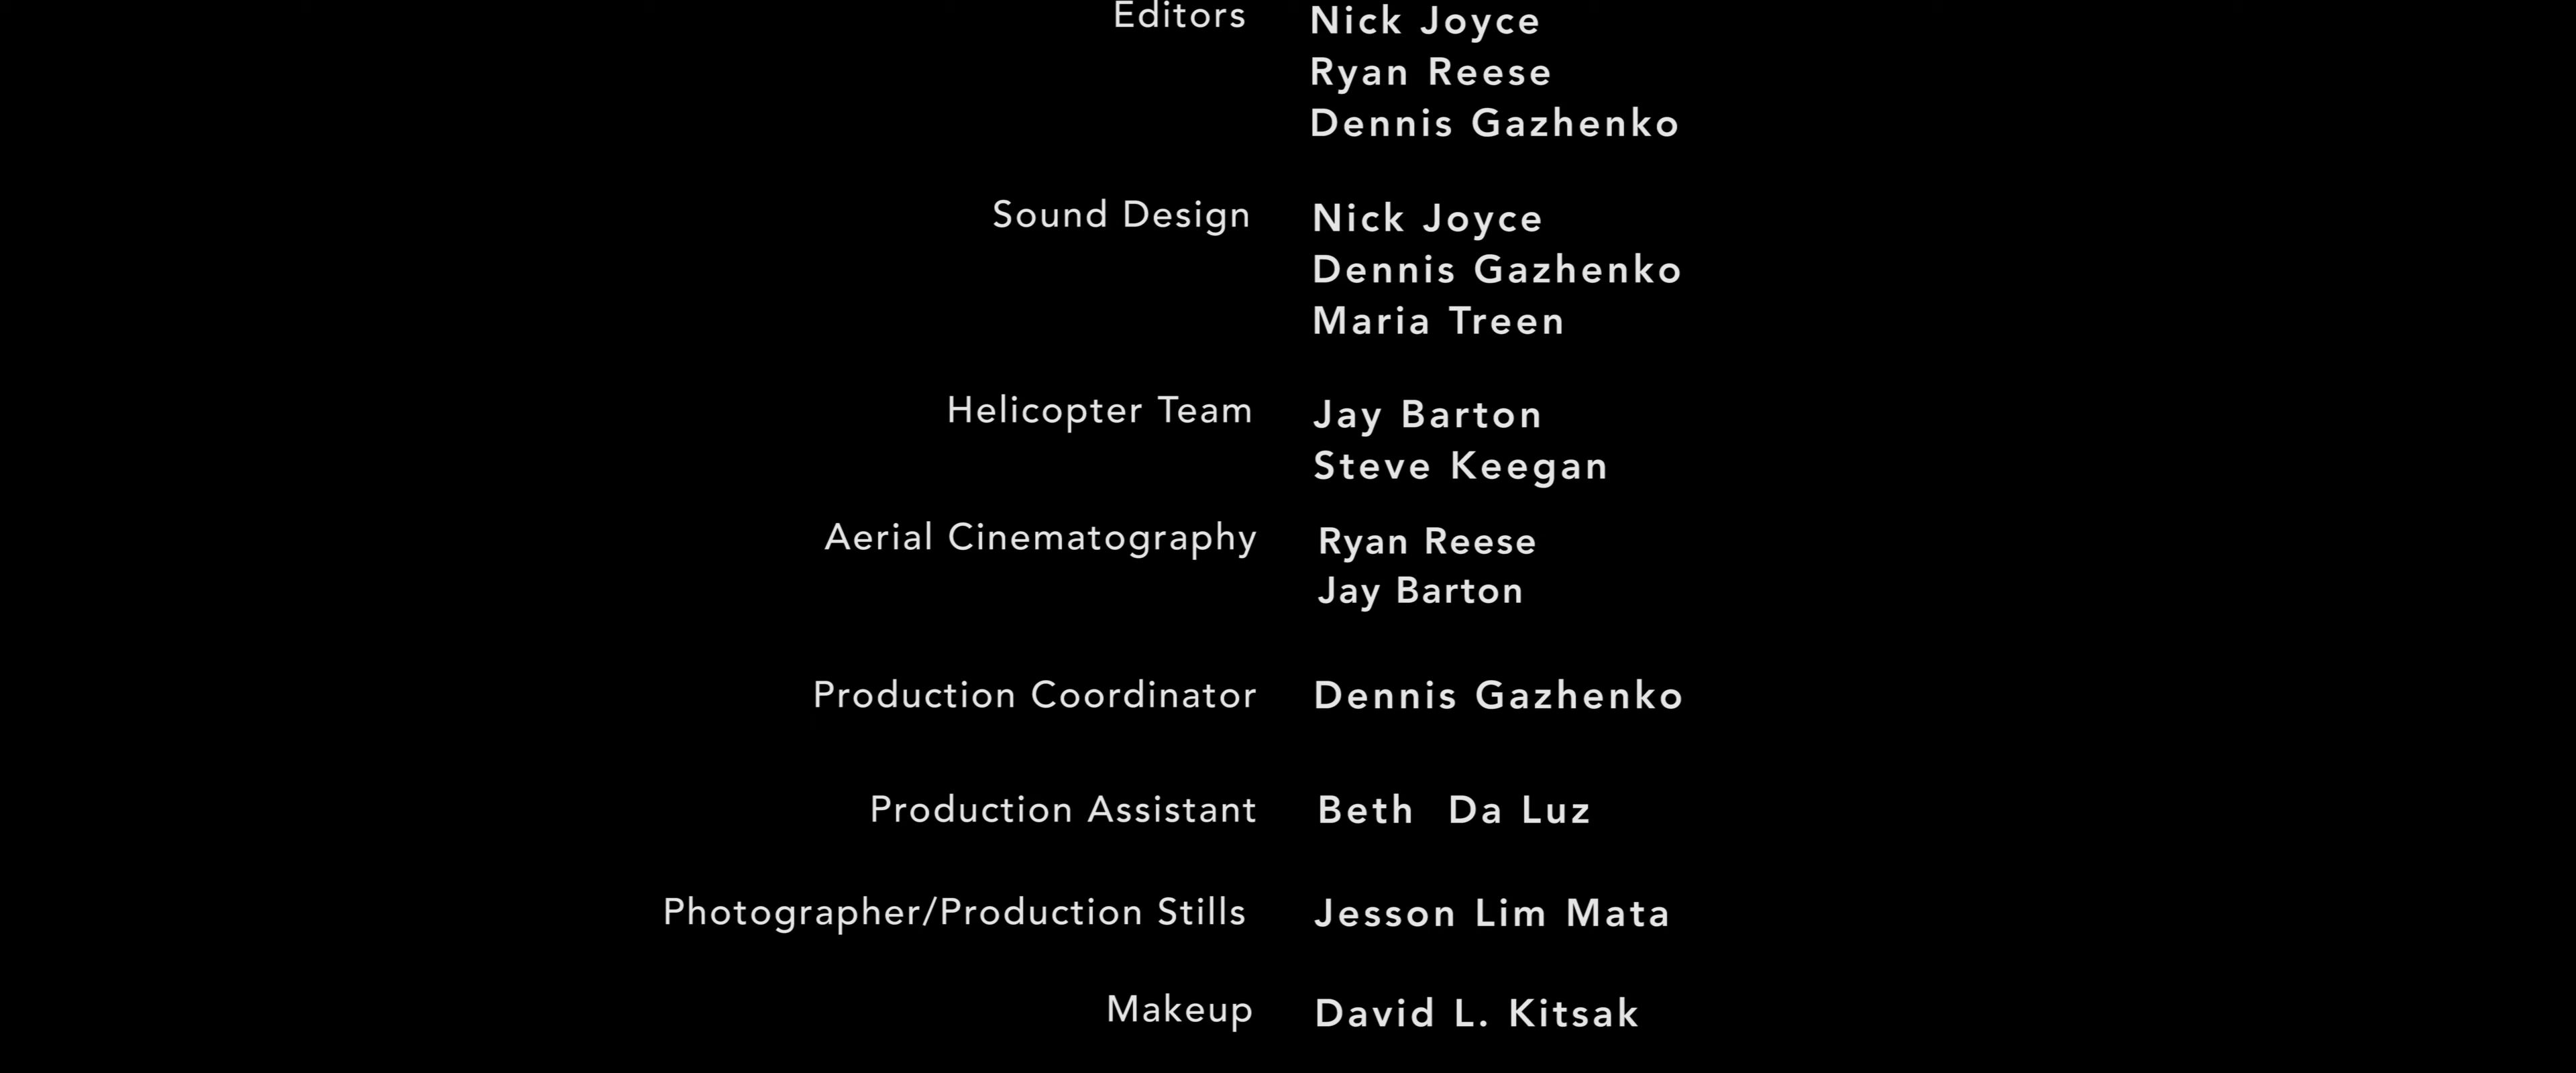 Editors Nick Joyce
Ryan Reese
Dennis Gazhenko
Sound Design Nick Joyce
Dennis Gazhenko
Maria Treen
Helicopter Team Jay Barton
Steve Keegan
Aerial Cinematography Ryan Reese
Jay Barton
Production Coordinator Dennis Gazhenko
Production Assistant Beth Da Luz
Photographer/Production Stills Jesson Lim Mata
Makeup David L. Kitsak